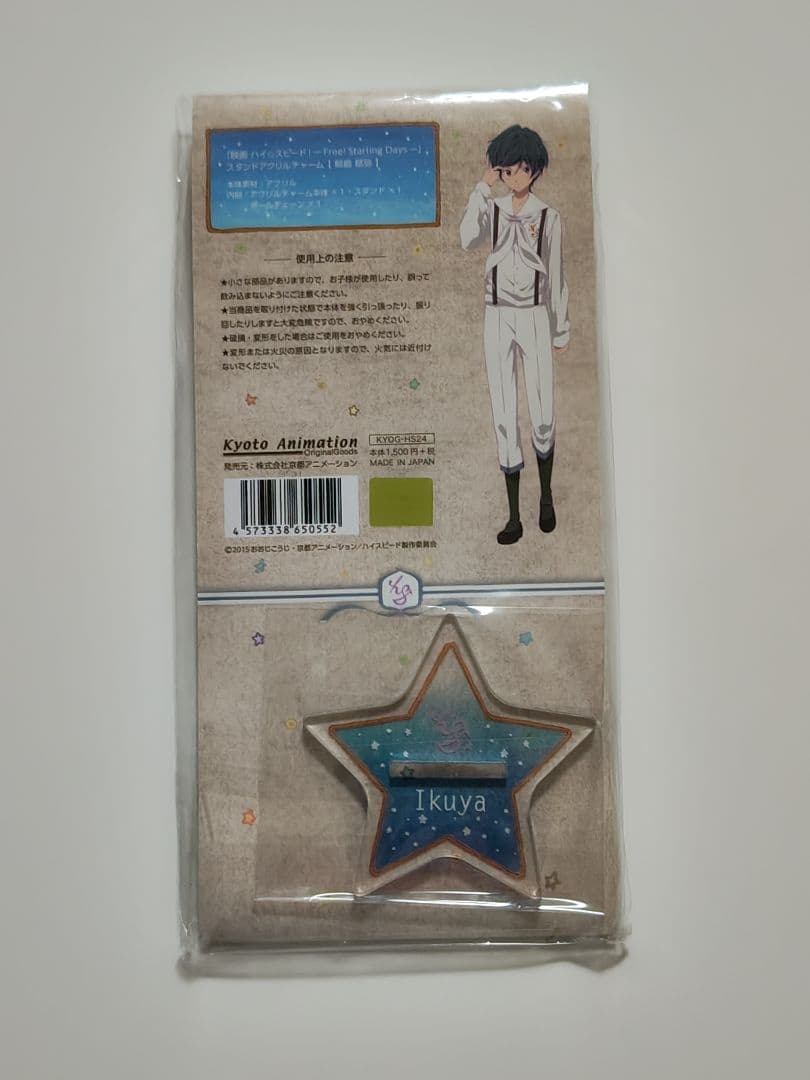 「映画 ハイ☆スピード!－Free! Starting Days－」
スタンドアクリルチャーム【桐嶋 郁弥】
本体素材：アクリル
内容：アクリルチャーム本体×1・スタンド×1
ボールチェーン×1
使用上の注意
★小さな部品がありますので、お子様が使用したり、誤って
飲み込まないようにご注意ください。
★当商品を取り付けた状態で本体を強く引っ張ったり、振り
回したりしますと大変危険ですので、おやめください。
★破損・変形をした場合はご使用をおやめください。
★変形または火災の原因となりますので、火気には近付け
ないでください。
Kyoto Animation
OriginalGoods
KYOG-HS24
発売元：株式会社京都アニメーション
本体1,500円+税
MADE IN JAPAN
4 573338 650552
©2015 おおじこうじ・京都アニメーション/ハイスピード製作委員会
Ikuya